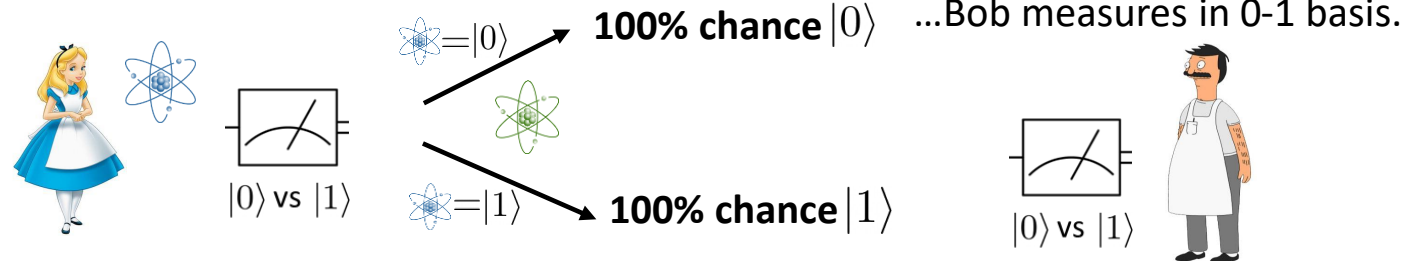 …Bob measures in 0-1 basis.
=|0⟩
100% chance |0⟩
|0⟩ vs |1⟩
=|1⟩
100% chance |1⟩
|0⟩ vs |1⟩